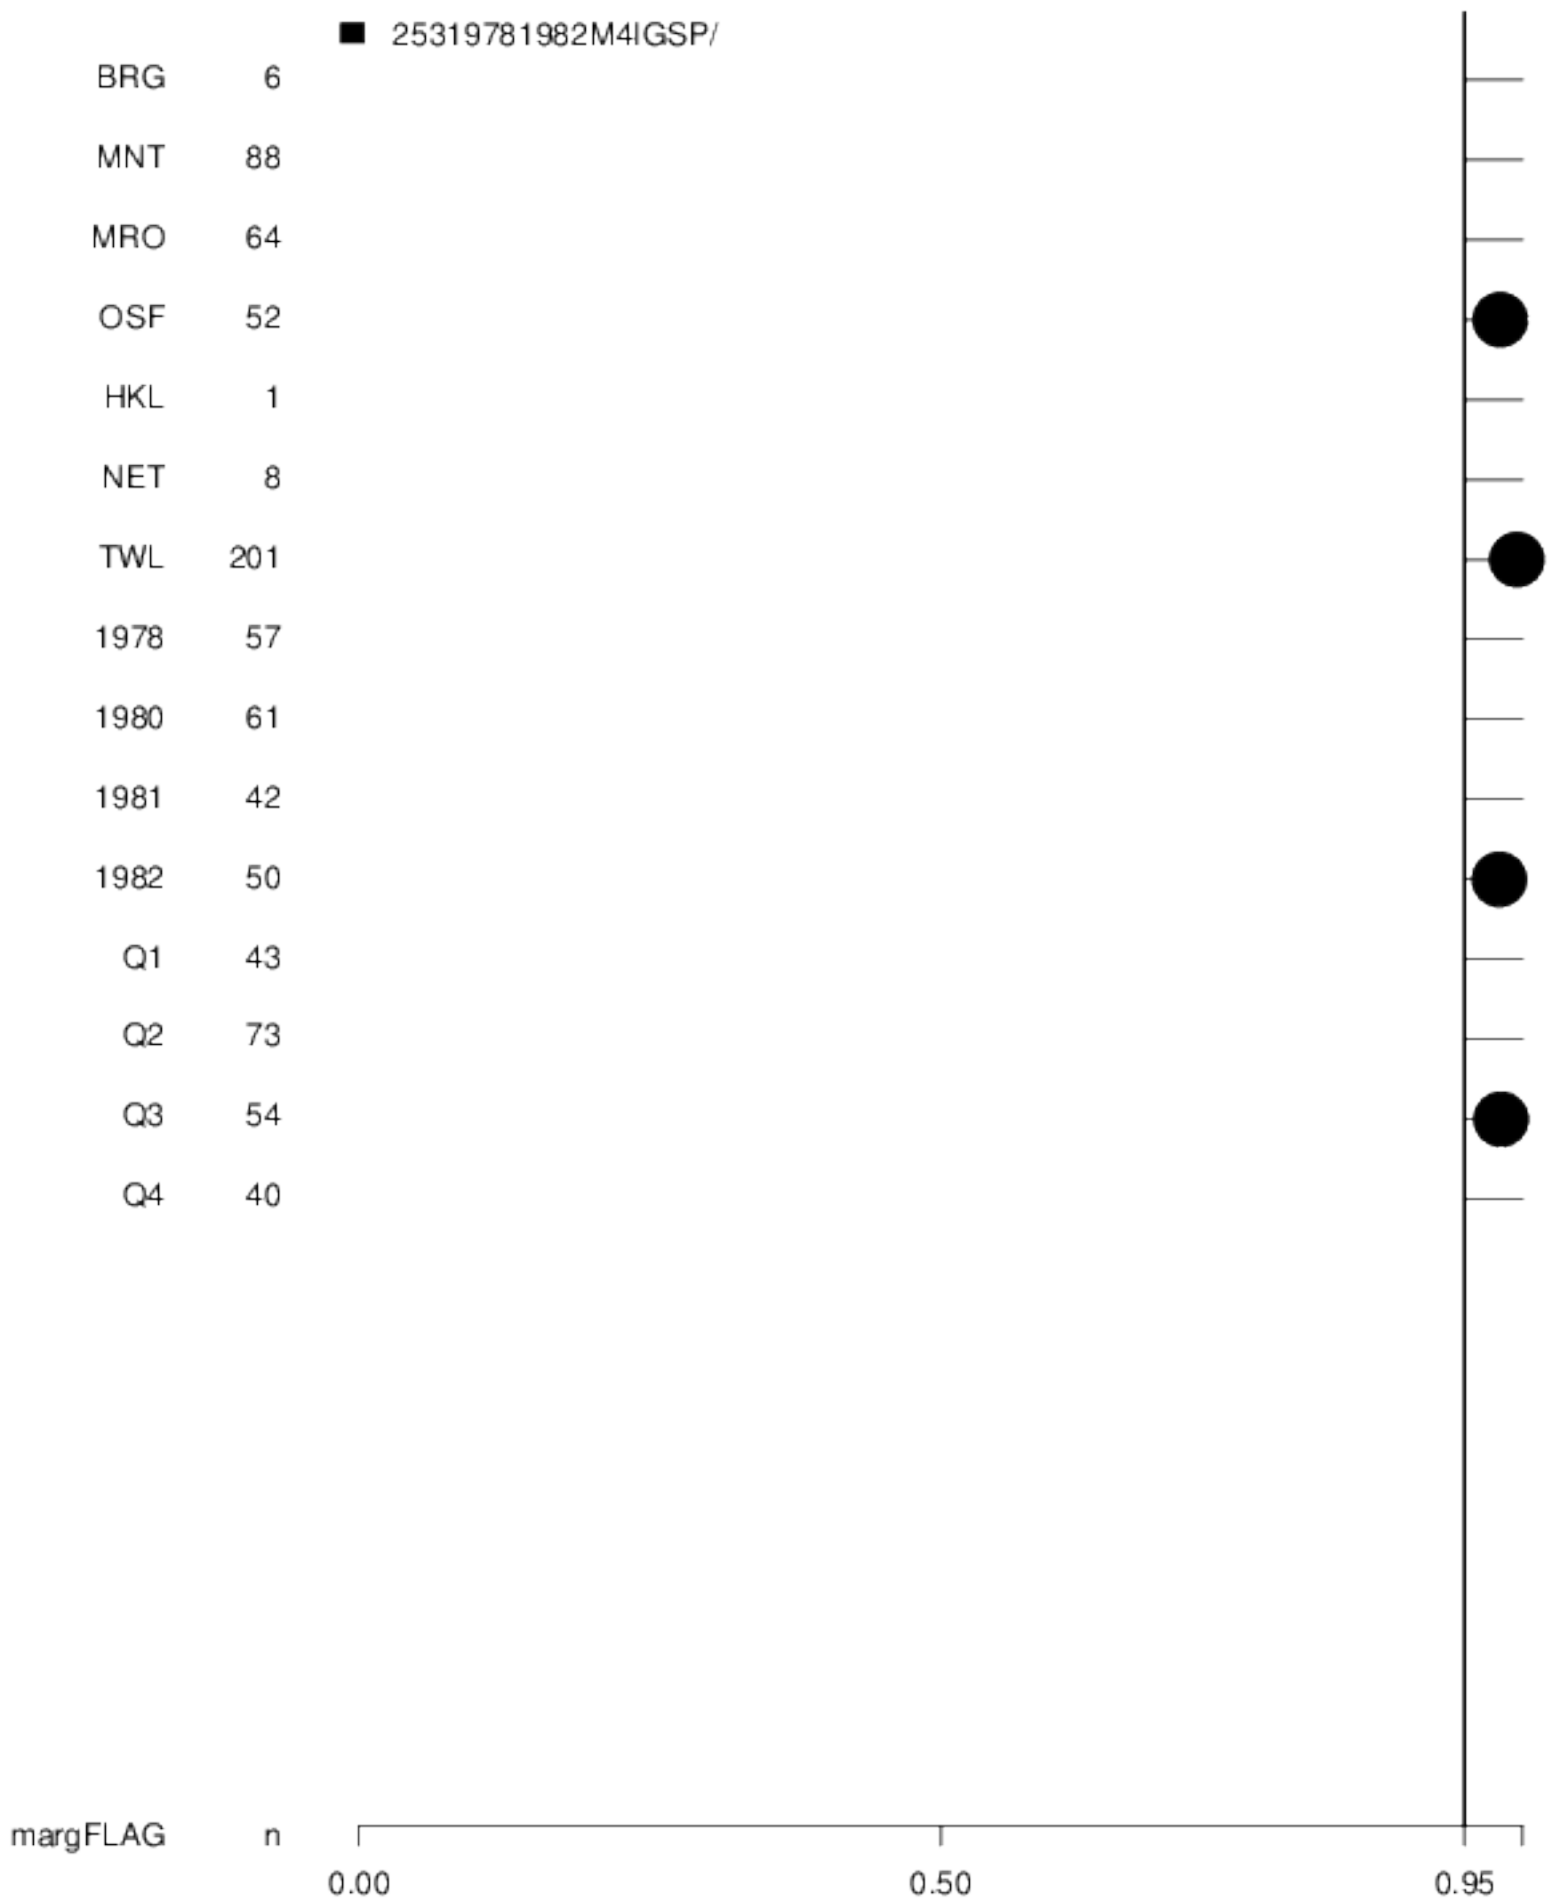 25319781982M4IGSP/
BRG 6
MNT 88
MRO 64
OSF 52
HKL 1
NET 8
TWL 201
1978 57
1980 61
1981 42
1982 50
Q1 43
Q2 73
Q3 54
Q4 40
margFLAG n
0.00 0.50 0.95